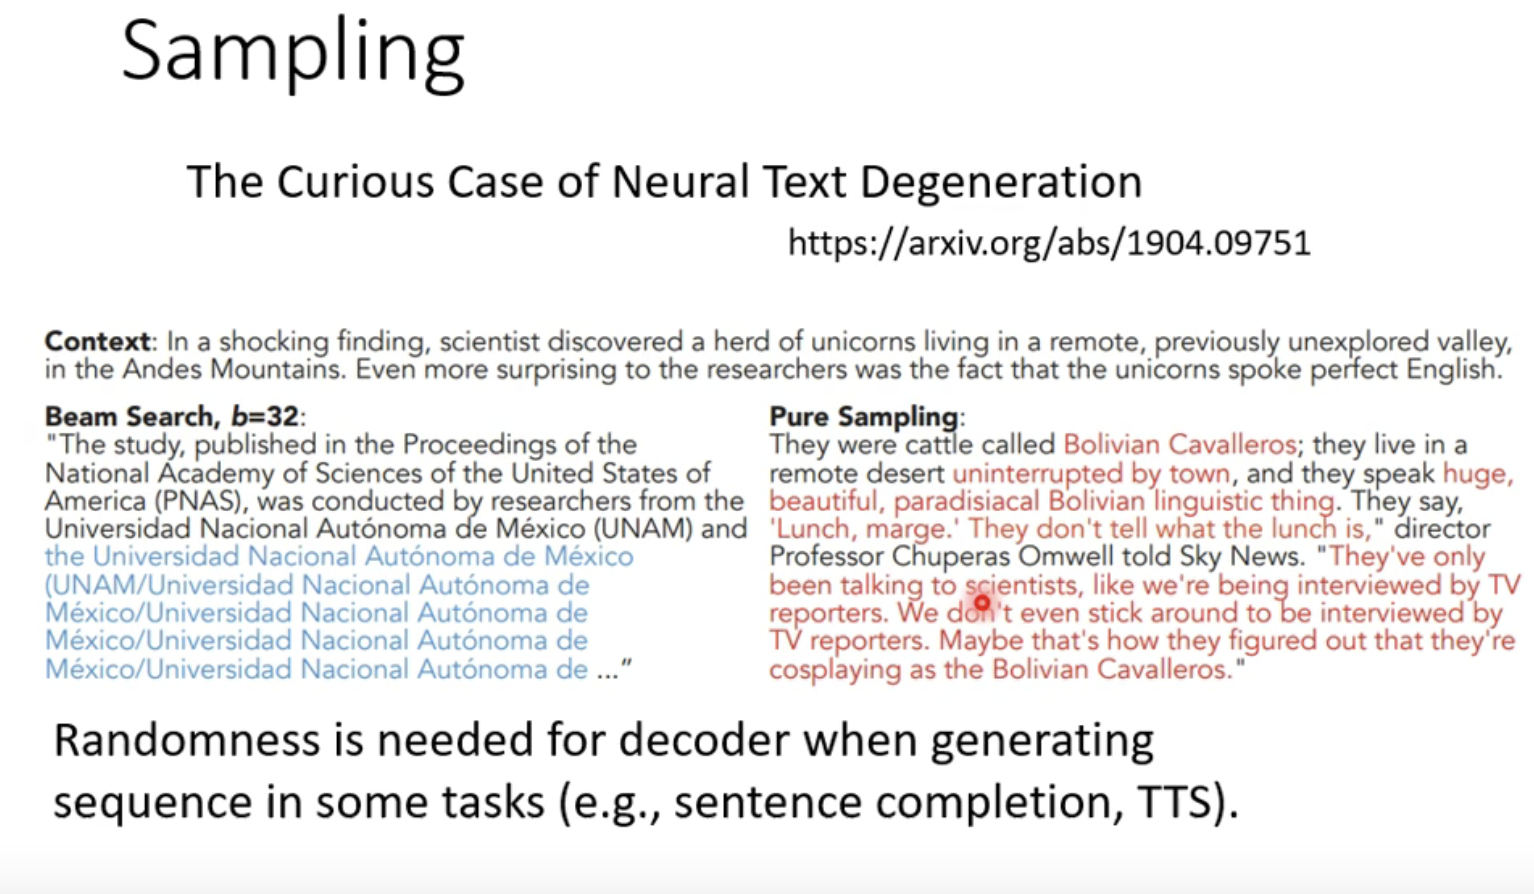 Sampling
The Curious Case of Neural Text Degeneration
https://arxiv.org/abs/1904.09751
Context: In a shocking finding, scientist discovered a herd of unicorns living in a remote, previously unexplored valley,
in the Andes Mountains. Even more surprising to the researchers was the fact that the unicorns spoke perfect English.
Beam Search, b=32:
"The study, published in the Proceedings of the
National Academy of Sciences of the United States of
America (PNAS), was conducted by researchers from the
Universidad Nacional Autónoma de México (UNAM) and
the Universidad Nacional Autónoma de México
(UNAM/Universidad Nacional Autónoma de
México/Universidad Nacional Autónoma de
México/Universidad Nacional Autónoma de
México/Universidad Nacional Autónoma de ..."
Pure Sampling:
They were cattle called Bolivian Cavalleros; they live in a
remote desert uninterrupted by town, and they speak huge,
beautiful, paradisiacal Bolivian linguistic thing. They say,
'Lunch, marge.' They don't tell what the lunch is," director
Professor Chuperas Omwell told Sky News. "They've only
been talking to scientists, like we're being interviewed by TV
reporters. We don't even stick around to be interviewed by
TV reporters. Maybe that's how they figured out that they're
cosplaying as the Bolivian Cavalleros."
Randomness is needed for decoder when generating
sequence in some tasks (e.g., sentence completion, TTS).